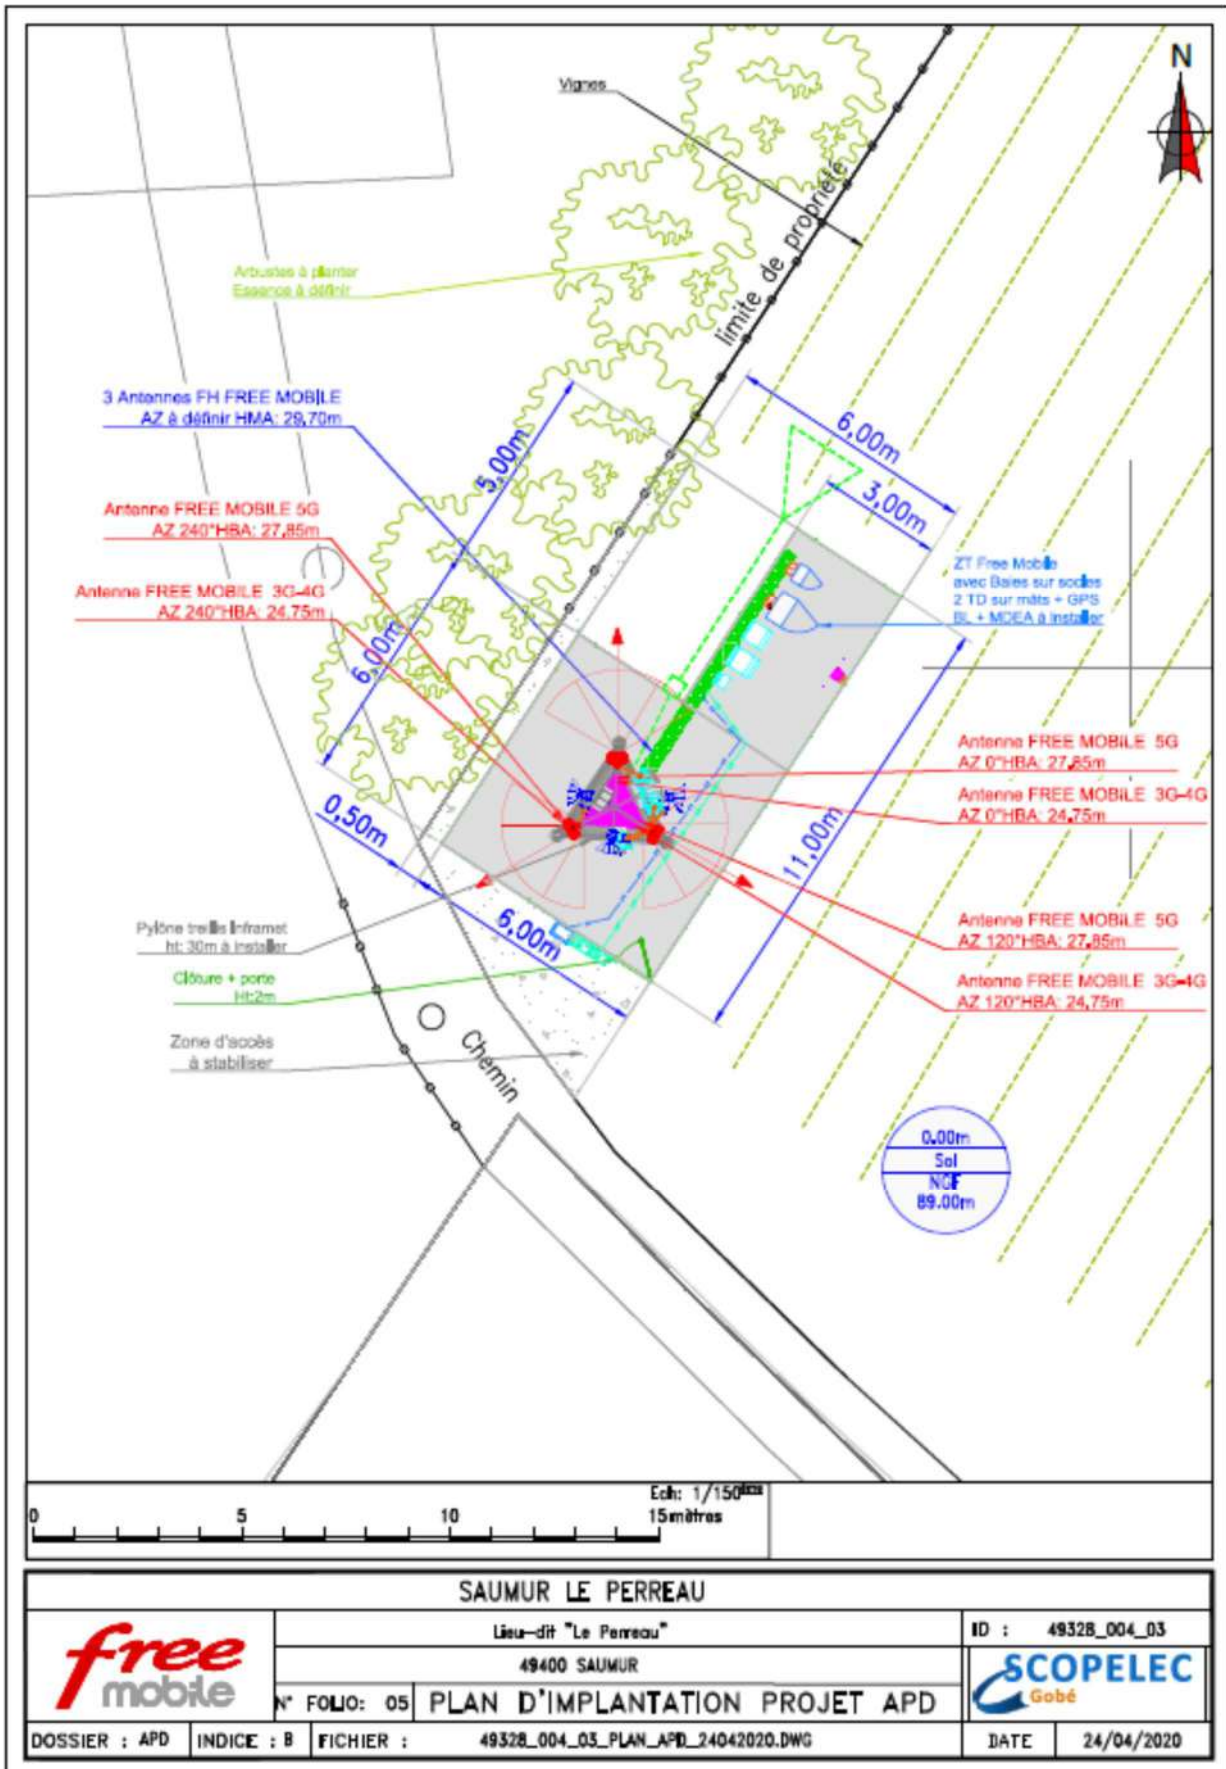 N
Vignes
limite de propriété
Arbustes à planter
Essence à définir
3 Antennes FH FREE MOBILE
AZ à définir HMA: 29,70m
Antenne FREE MOBILE 5G
AZ 240°HBA: 27,85m
Antenne FREE MOBILE 3G-4G
AZ 240°HBA: 24,75m
5,00m
6,00m
6,00m
3,00m
ZT Free Mobile
avec Baies sur socles
2 TD sur mâts + GPS
BL + MDEA à installer
Antenne FREE MOBILE 5G
AZ 0°HBA: 27,85m
Antenne FREE MOBILE 3G-4G
AZ 0°HBA: 24,75m
0,50m
11,00m
6,00m
Antenne FREE MOBILE 5G
AZ 120°HBA: 27,85m
Antenne FREE MOBILE 3G-4G
AZ 120°HBA: 24,75m
Pylône treillis Inframet
ht: 30m à installer
Clôture + porte
Ht:2m
Zone d'accès
à stabiliser
Chemin
0.00m
Sol
NGF
89.00m
Ech: 1/150
0 5 10 15mètres
SAUMUR LE PERREAU
Lieu-dit "Le Perreau"
ID : 49328_004_03
49400 SAUMUR
free
mobile
SCOPELEC
Gobé
N° FOLIO: 05
PLAN D'IMPLANTATION PROJET APD
DOSSIER : APD
INDICE : B
FICHIER : 49328_004_03_PLAN_APD_24042020.DWG
DATE
24/04/2020